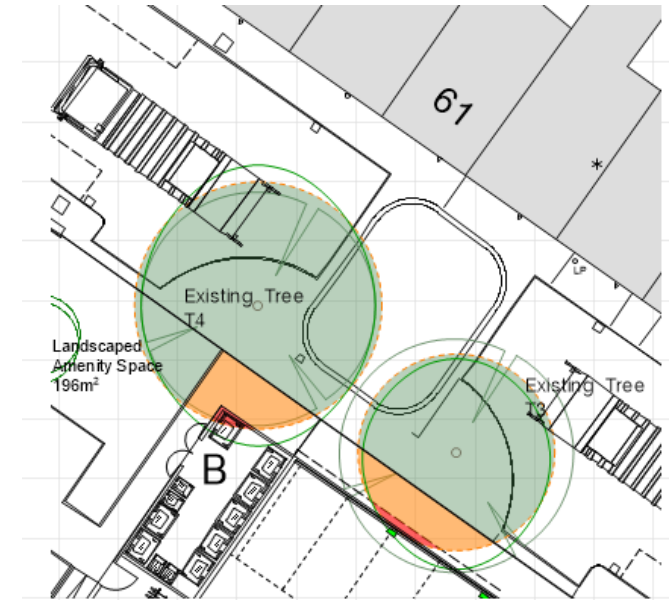 61
*
LP
Existing Tree
T4
Landscaped
Amenity Space
196m²
Existing Tree
T3
B